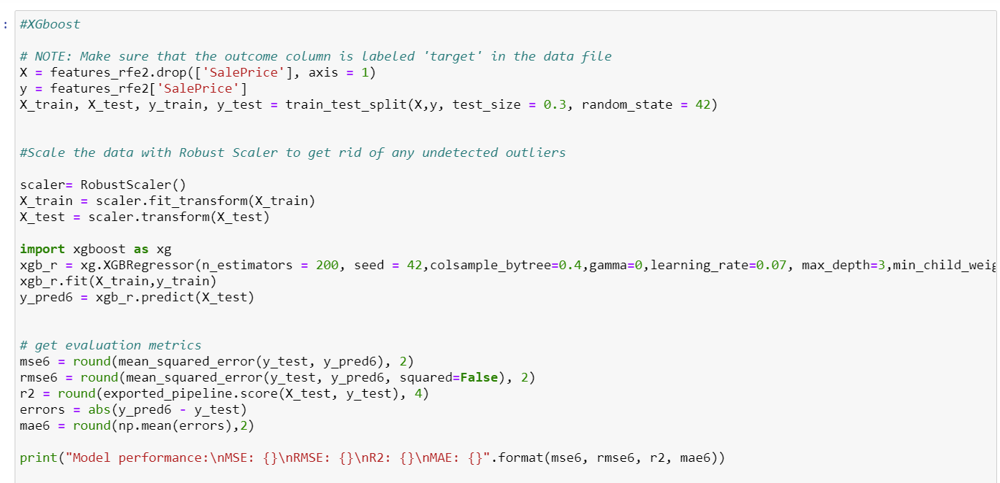 :
#XGboost
# NOTE: Make sure that the outcome column is labeled 'target' in the data file
X = features_rfe2.drop(['SalePrice'], axis = 1)
y = features_rfe2['SalePrice']
X_train, X_test, y_train, y_test = train_test_split(X,y, test_size = 0.3, random_state = 42)
#Scale the data with Robust Scaler to get rid of any undetected outliers
scaler= RobustScaler()
X_train = scaler.fit_transform(X_train)
X_test = scaler.transform(X_test)
import xgboost as xg
xgb_r = xg.XGBRegressor(n_estimators = 200, seed = 42,colsample_bytree=0.4,gamma=0,learning_rate=0.07, max_depth=3,min_child_weig
xgb_r.fit(X_train,y_train)
y_pred6 = xgb_r.predict(X_test)
# get evaluation metrics
mse6 = round(mean_squared_error(y_test, y_pred6), 2)
rmse6 = round(mean_squared_error(y_test, y_pred6, squared=False), 2)
r2 = round(exported_pipeline.score(X_test, y_test), 4)
errors = abs(y_pred6 - y_test)
mae6 = round(np.mean(errors),2)
print("Model performance:\nMSE: {}\nRMSE: {}\nR2: {}\nMAE: {}".format(mse6, rmse6, r2, mae6))